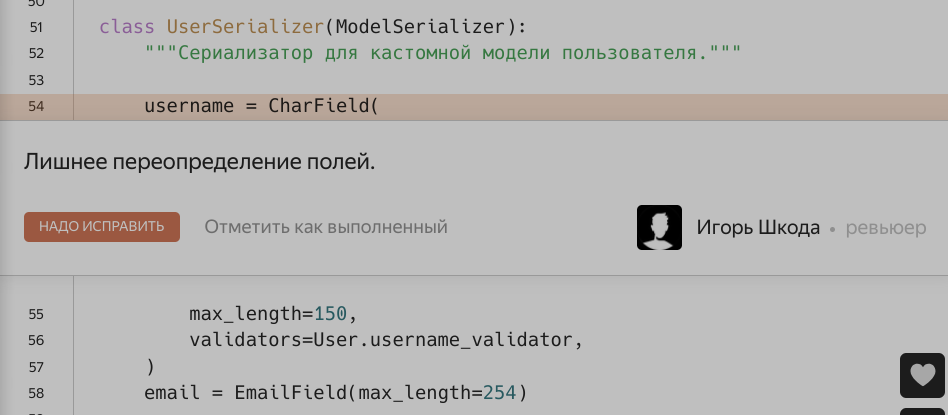 50
51 class UserSerializer(ModelSerializer):
52 """Сериализатор для кастомной модели пользователя."""
53
54 username = CharField(
Лишнее переопределение полей.
НАДО ИСПРАВИТЬ Отметить как выполненный Игорь Шкода • ревьюер
55 max_length=150,
56 validators=User.username_validator,
57 )
58 email = EmailField(max_length=254)